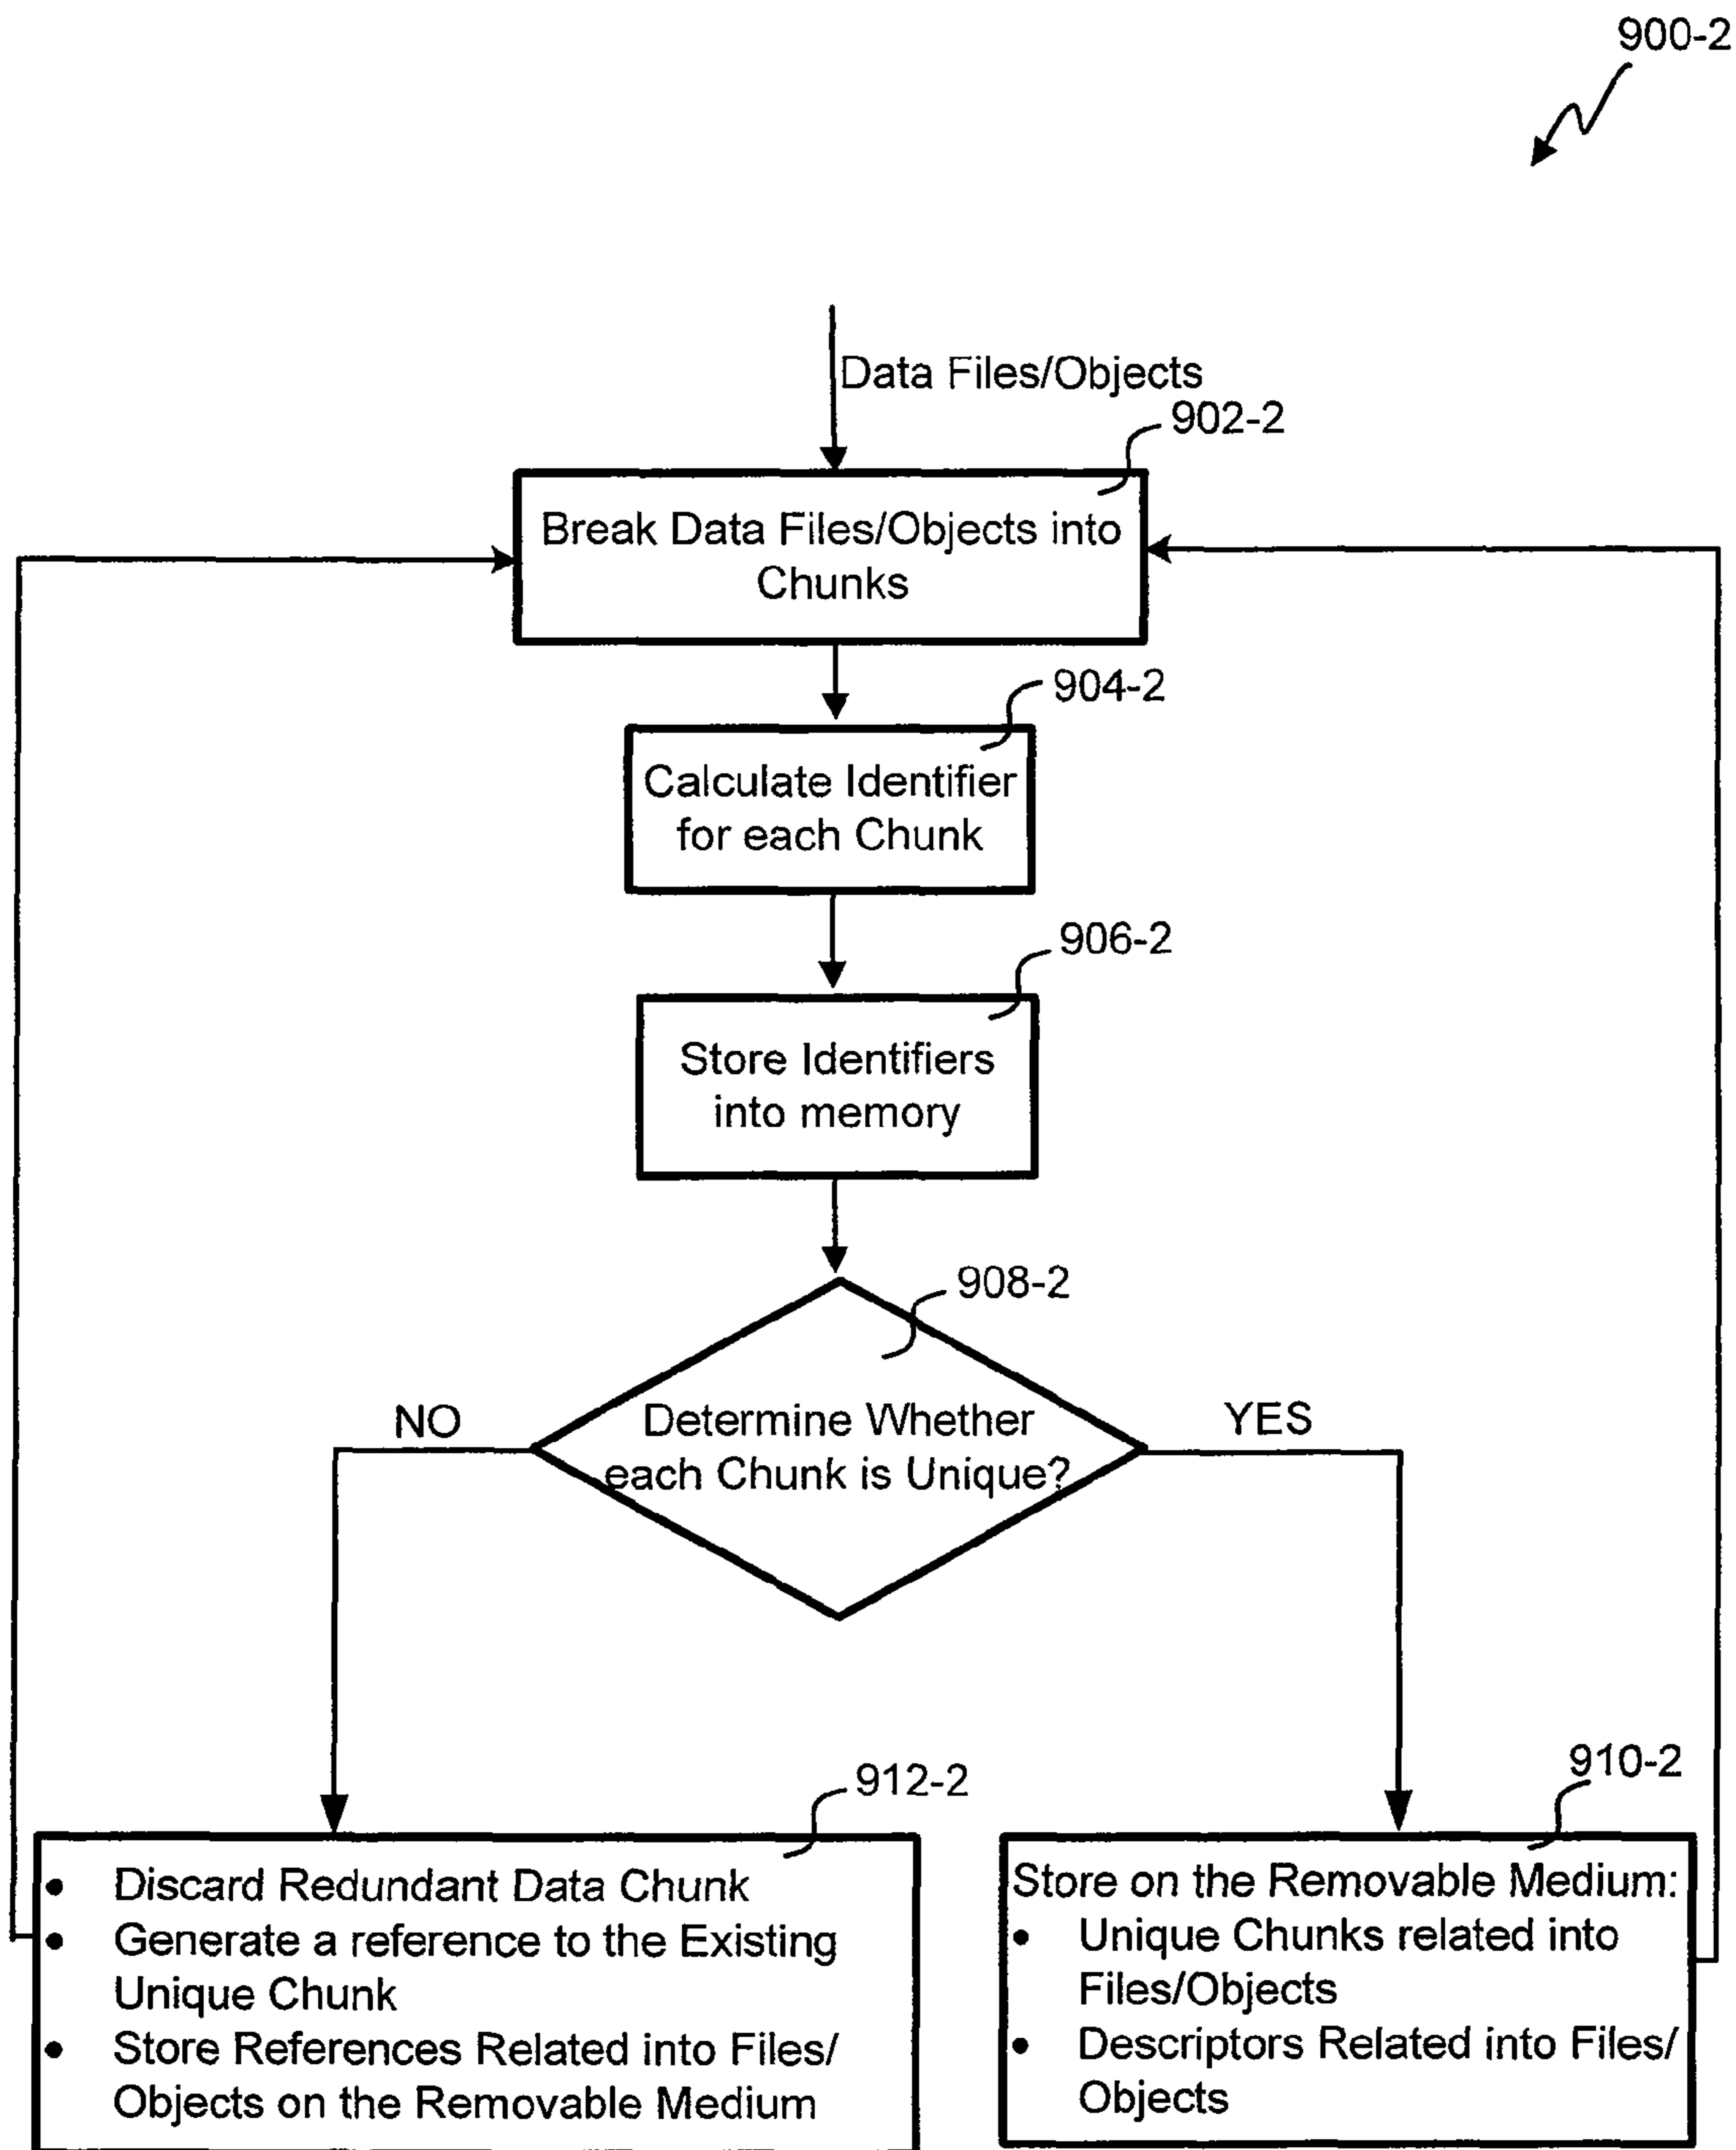 900-2
Data Files/Objects
902-2
Break Data Files/Objects into
Chunks
904-2
Calculate Identifier
for each Chunk
906-2
Store Identifiers
into memory
908-2
NO
Determine Whether
each Chunk is Unique?
YES
912-2
• Discard Redundant Data Chunk
• Generate a reference to the Existing
Unique Chunk
• Store References Related into Files/
Objects on the Removable Medium
910-2
Store on the Removable Medium:
• Unique Chunks related into
Files/Objects
• Descriptors Related into Files/
Objects